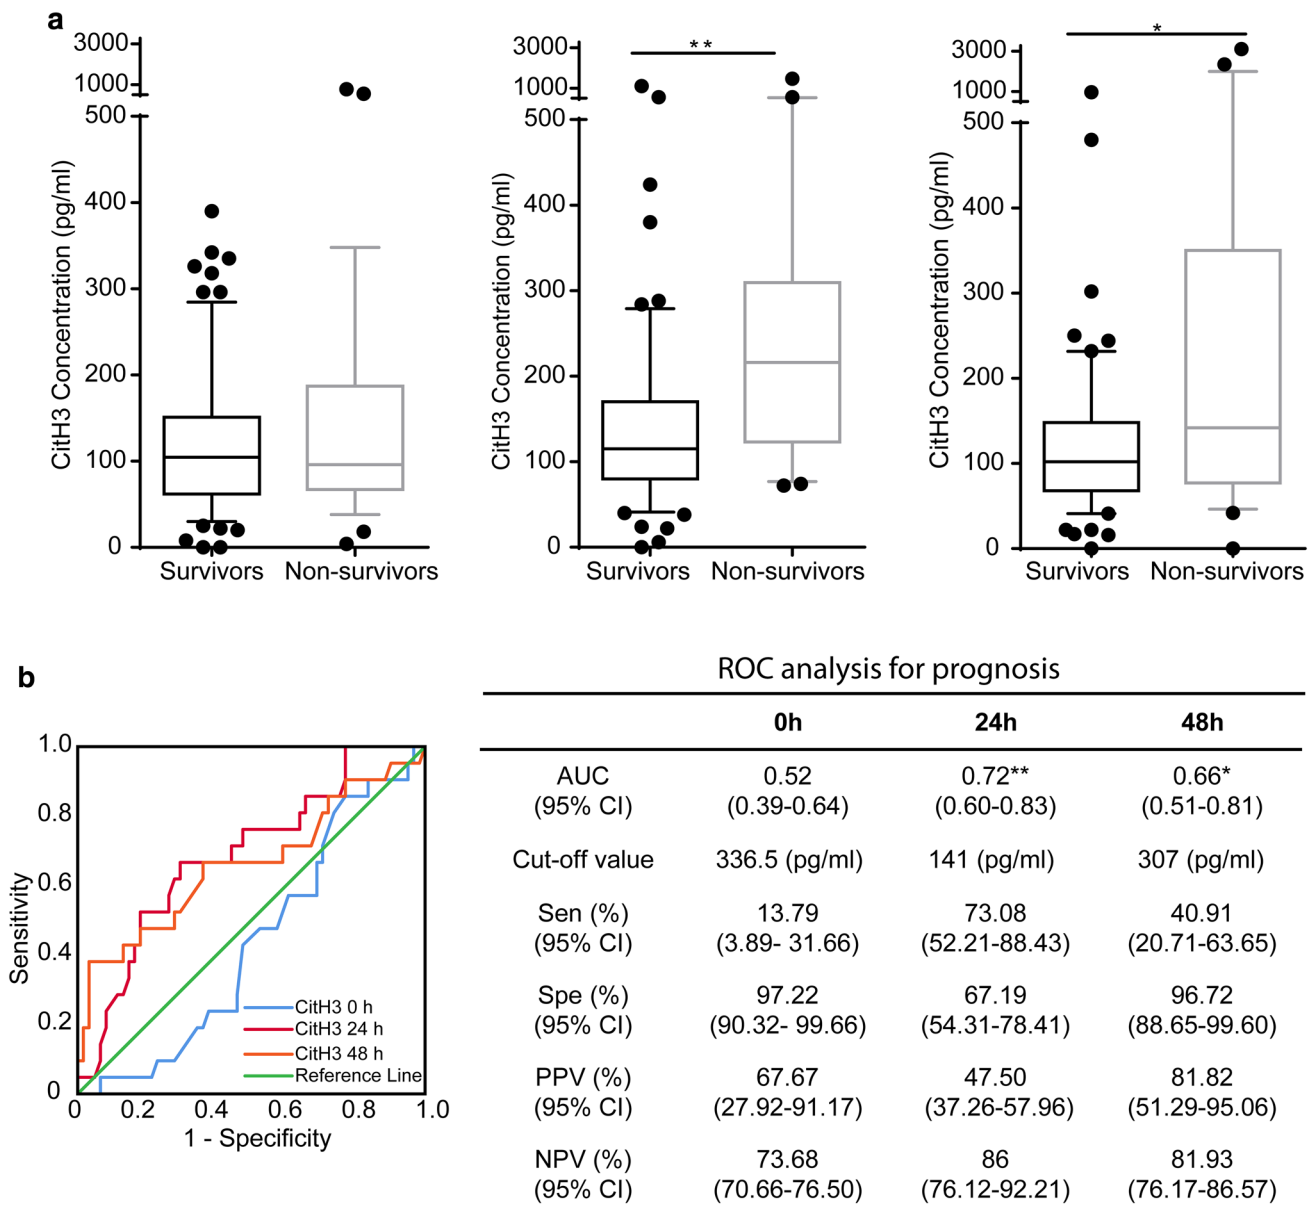 a
**
*
3000
1000
500
400
300
200
100
0
CitH3 Concentration (pg/ml)
Survivors
Non-survivors
3000
1000
500
400
300
200
100
0
CitH3 Concentration (pg/ml)
Survivors
Non-survivors
3000
1000
500
400
300
200
100
0
CitH3 Concentration (pg/ml)
Survivors
Non-survivors
b
1.0
0.8
0.6
0.4
0.2
0
Sensitivity
CitH3 0 h
CitH3 24 h
CitH3 48 h
Reference Line
0 0.2 0.4 0.6 0.8 1.0
1 - Specificity
ROC analysis for prognosis
0h 24h 48h
AUC 0.52 0.72** 0.66*
(95% CI) (0.39-0.64) (0.60-0.83) (0.51-0.81)
Cut-off value 336.5 (pg/ml) 141 (pg/ml) 307 (pg/ml)
Sen (%) 13.79 73.08 40.91
(95% CI) (3.89- 31.66) (52.21-88.43) (20.71-63.65)
Spe (%) 97.22 67.19 96.72
(95% CI) (90.32- 99.66) (54.31-78.41) (88.65-99.60)
PPV (%) 67.67 47.50 81.82
(95% CI) (27.92-91.17) (37.26-57.96) (51.29-95.06)
NPV (%) 73.68 86 81.93
(95% CI) (70.66-76.50) (76.12-92.21) (76.17-86.57)